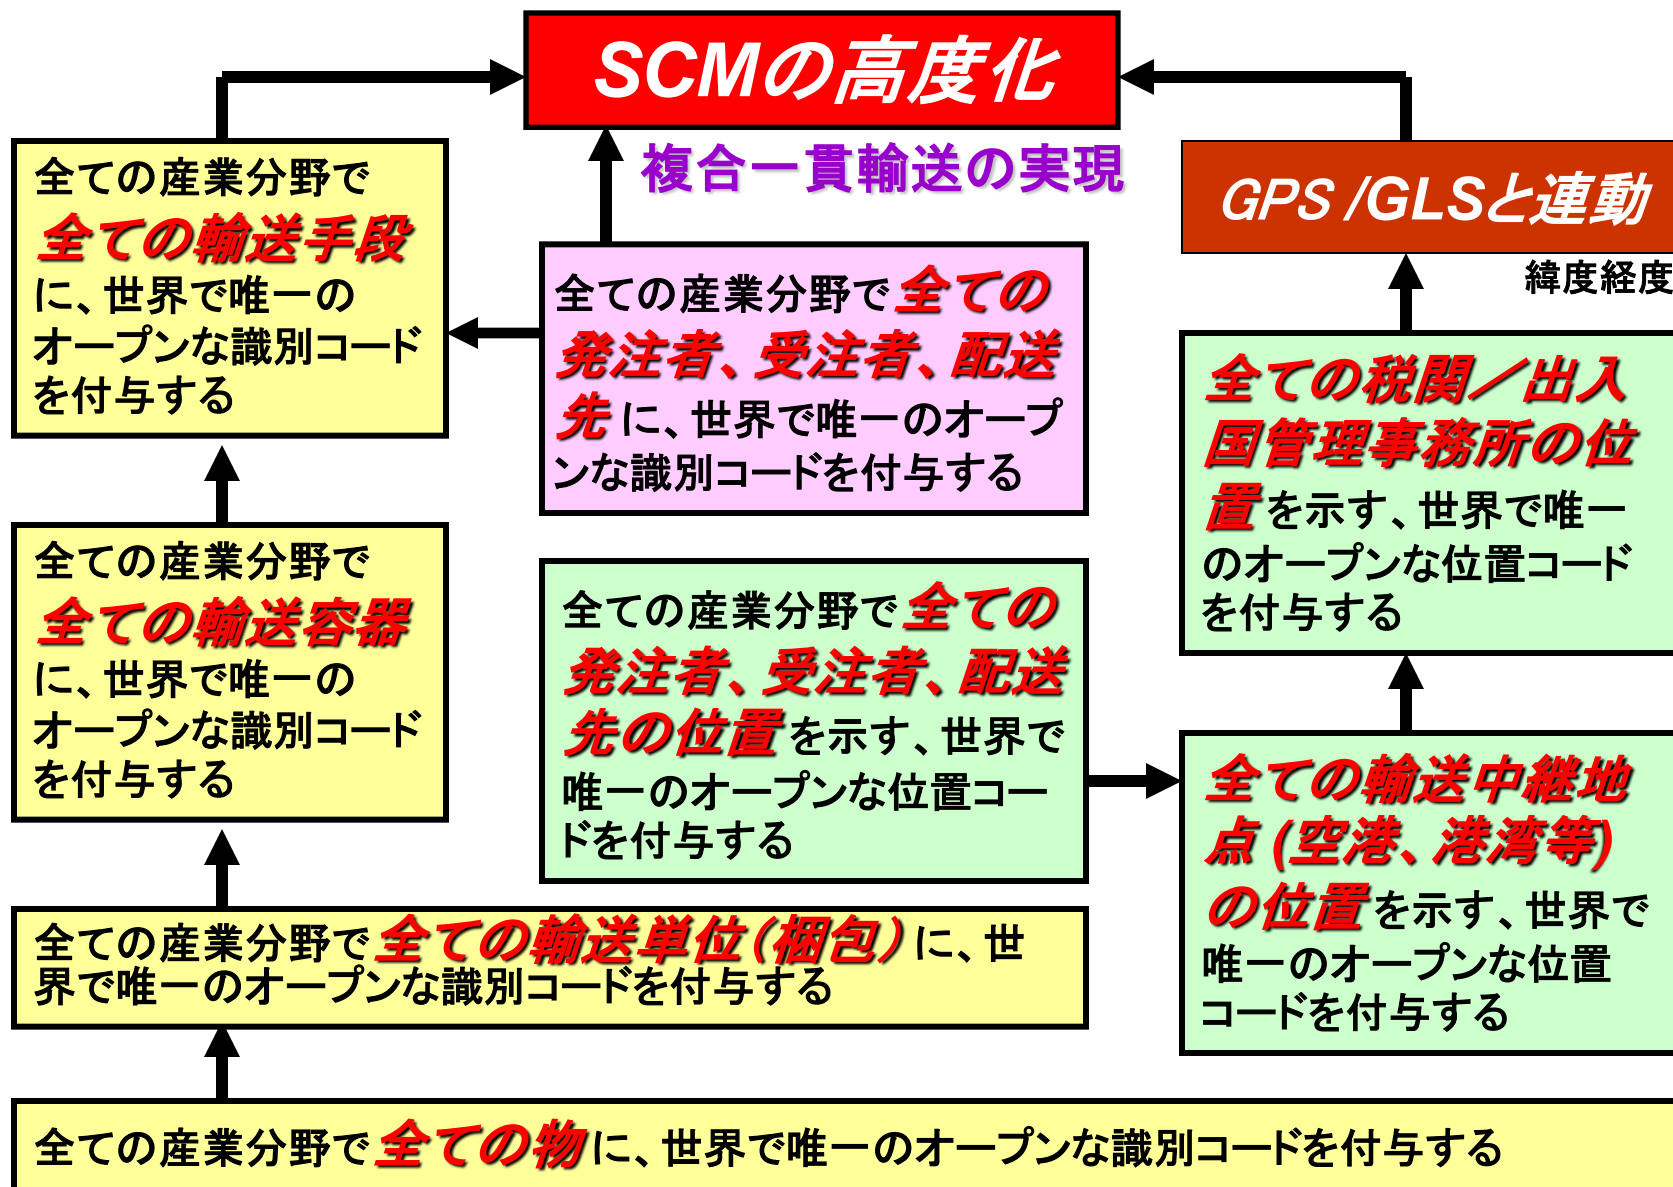 SCMの高度化
複合一貫輸送の実現
全ての産業分野で
全ての輸送手段
に、世界で唯一の
オープンな識別コード
を付与する
全ての産業分野で全ての
発注者、受注者、配送
先に、世界で唯一のオープ
ンな識別コードを付与する
GPS /GLSと連動
緯度経度
全ての税関／出入
国管理事務所の位
置を示す、世界で唯一
のオープンな位置コード
を付与する
全ての産業分野で
全ての輸送容器
に、世界で唯一の
オープンな識別コード
を付与する
全ての産業分野で全ての
発注者、受注者、配送
先の位置を示す、世界で
唯一のオープンな位置コー
ドを付与する
全ての輸送中継地
点(空港、港湾等)
の位置を示す、世界で
唯一のオープンな位置
コードを付与する
全ての産業分野で全ての輸送単位(梱包)に、世
界で唯一のオープンな識別コードを付与する
全ての産業分野で全ての物に、世界で唯一のオープンな識別コードを付与する